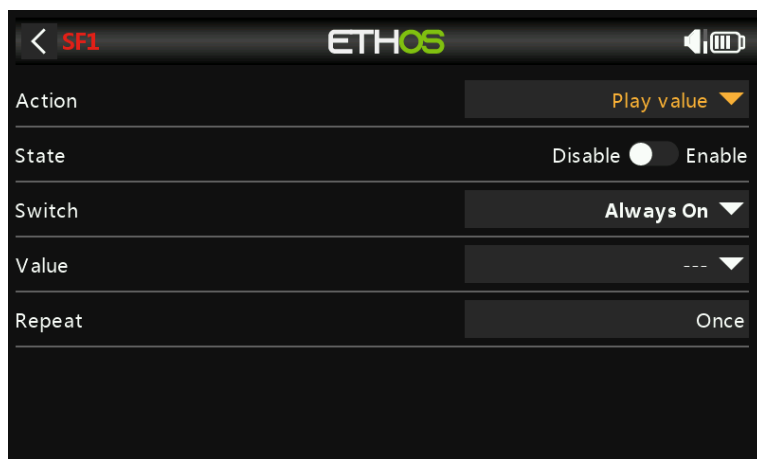 SF1 ETHOS
Action Play value
State Disable Enable
Switch Always On
Value ---
Repeat Once